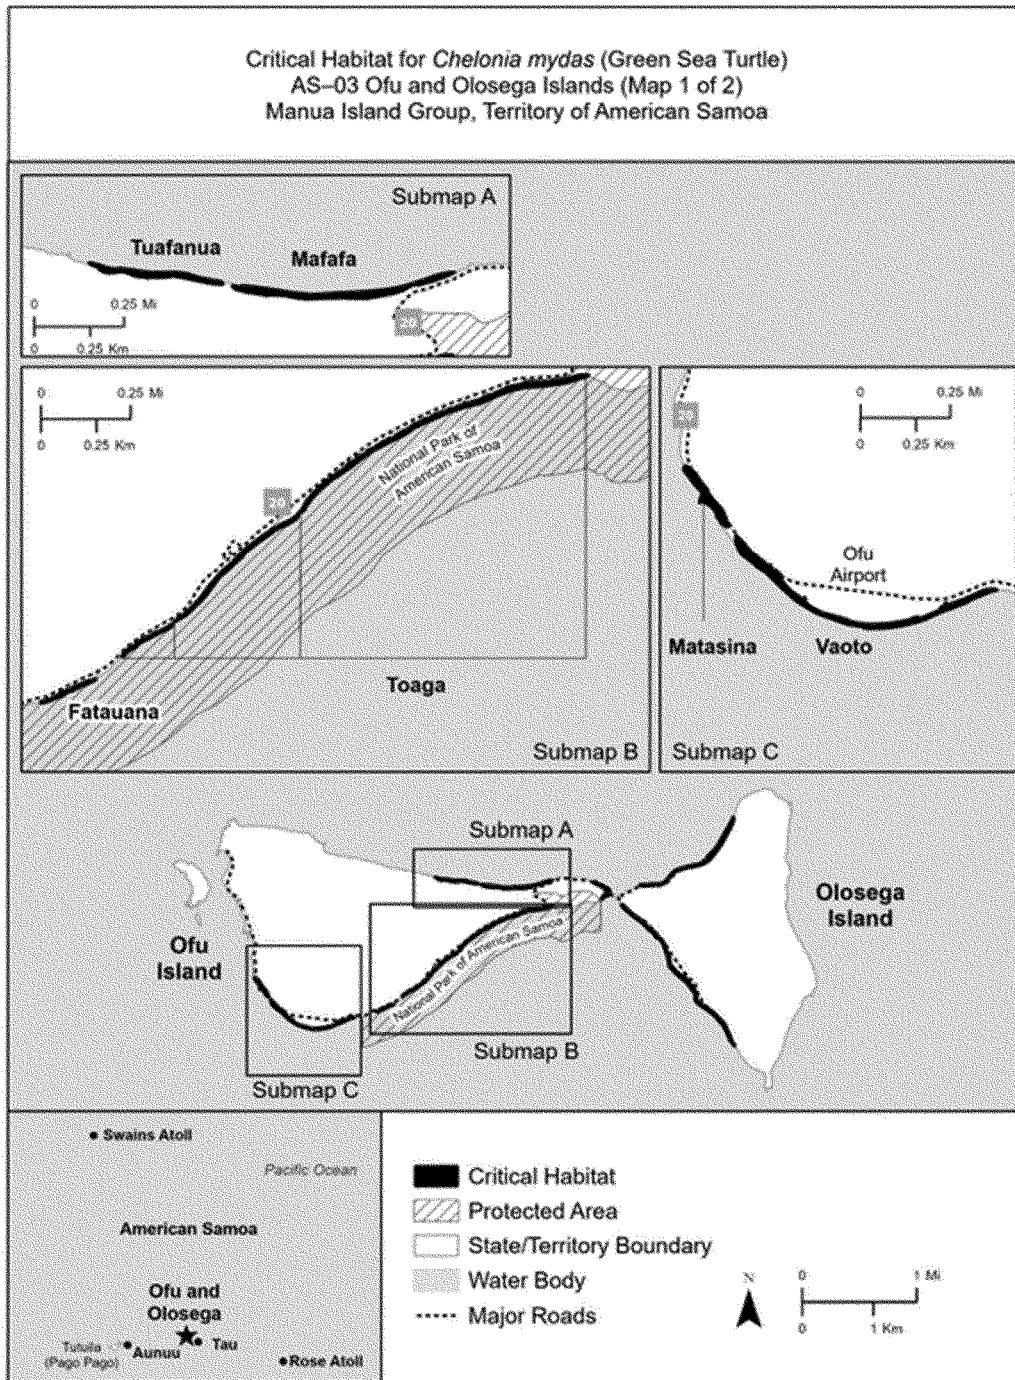 Critical Habitat for Chelonia mydas (Green Sea Turtle)
AS–03 Ofu and Olosega Islands (Map 1 of 2)
Manua Island Group, Territory of American Samoa
Submap A
Tuafanua
Mafafa
0 0.25 Mi
0 0.25 Km
0 0.25 Mi
0 0.25 Km
National Park of
American Samoa
Toaga
Fatauana
Submap B
0 0.25 Mi
0 0.25 Km
Ofu
Airport
Matasina
Vaoto
Submap C
Submap A
Olosega
Island
Ofu
Island
National Park of American Samoa
Submap B
Submap C
Swains Atoll
Pacific Ocean
American Samoa
Ofu and
Olosega
Tutuila
(Pago Pago)
Aunuu
Tau
Rose Atoll
Critical Habitat
Protected Area
State/Territory Boundary
Water Body
Major Roads
N
0 1 Mi
0 1 Km